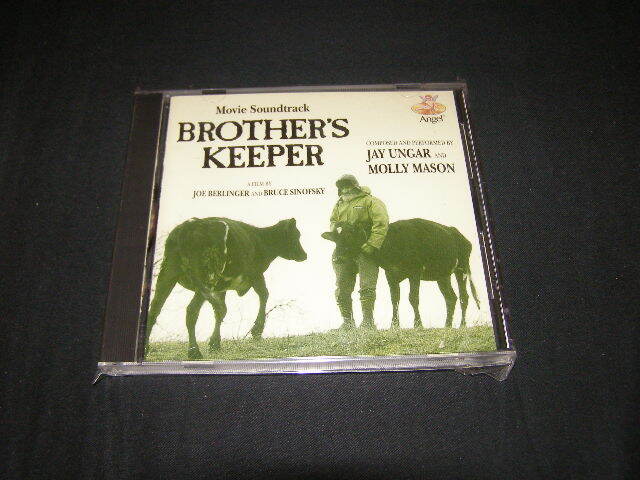 Movie Soundtrack
BROTHER'S
KEEPER
A FILM BY
JOE BERLINGER AND BRUCE SINOFSKY
Angel
COMPOSED AND PERFORMED BY
JAY UNGAR AND
MOLLY MASON